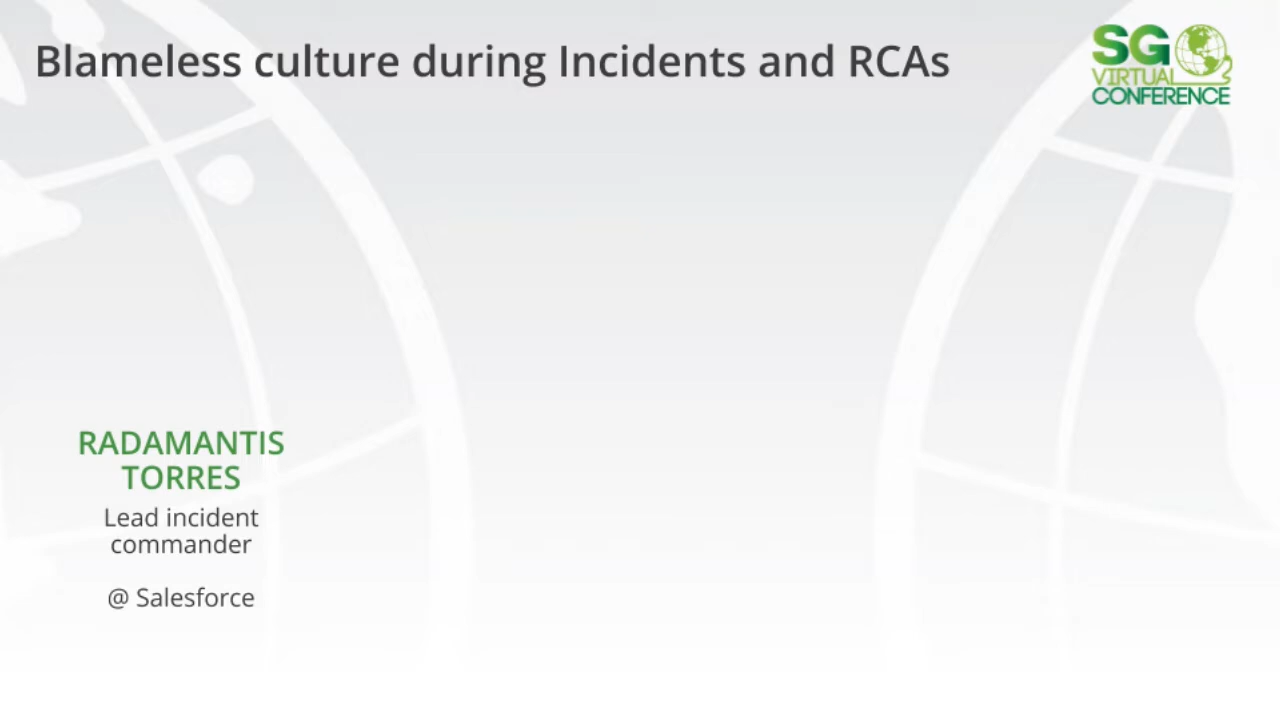 Blameless culture during Incidents and RCAs
SG
VIRTUAL
CONFERENCE
RADAMANTIS
TORRES
Lead incident
commander
@ Salesforce